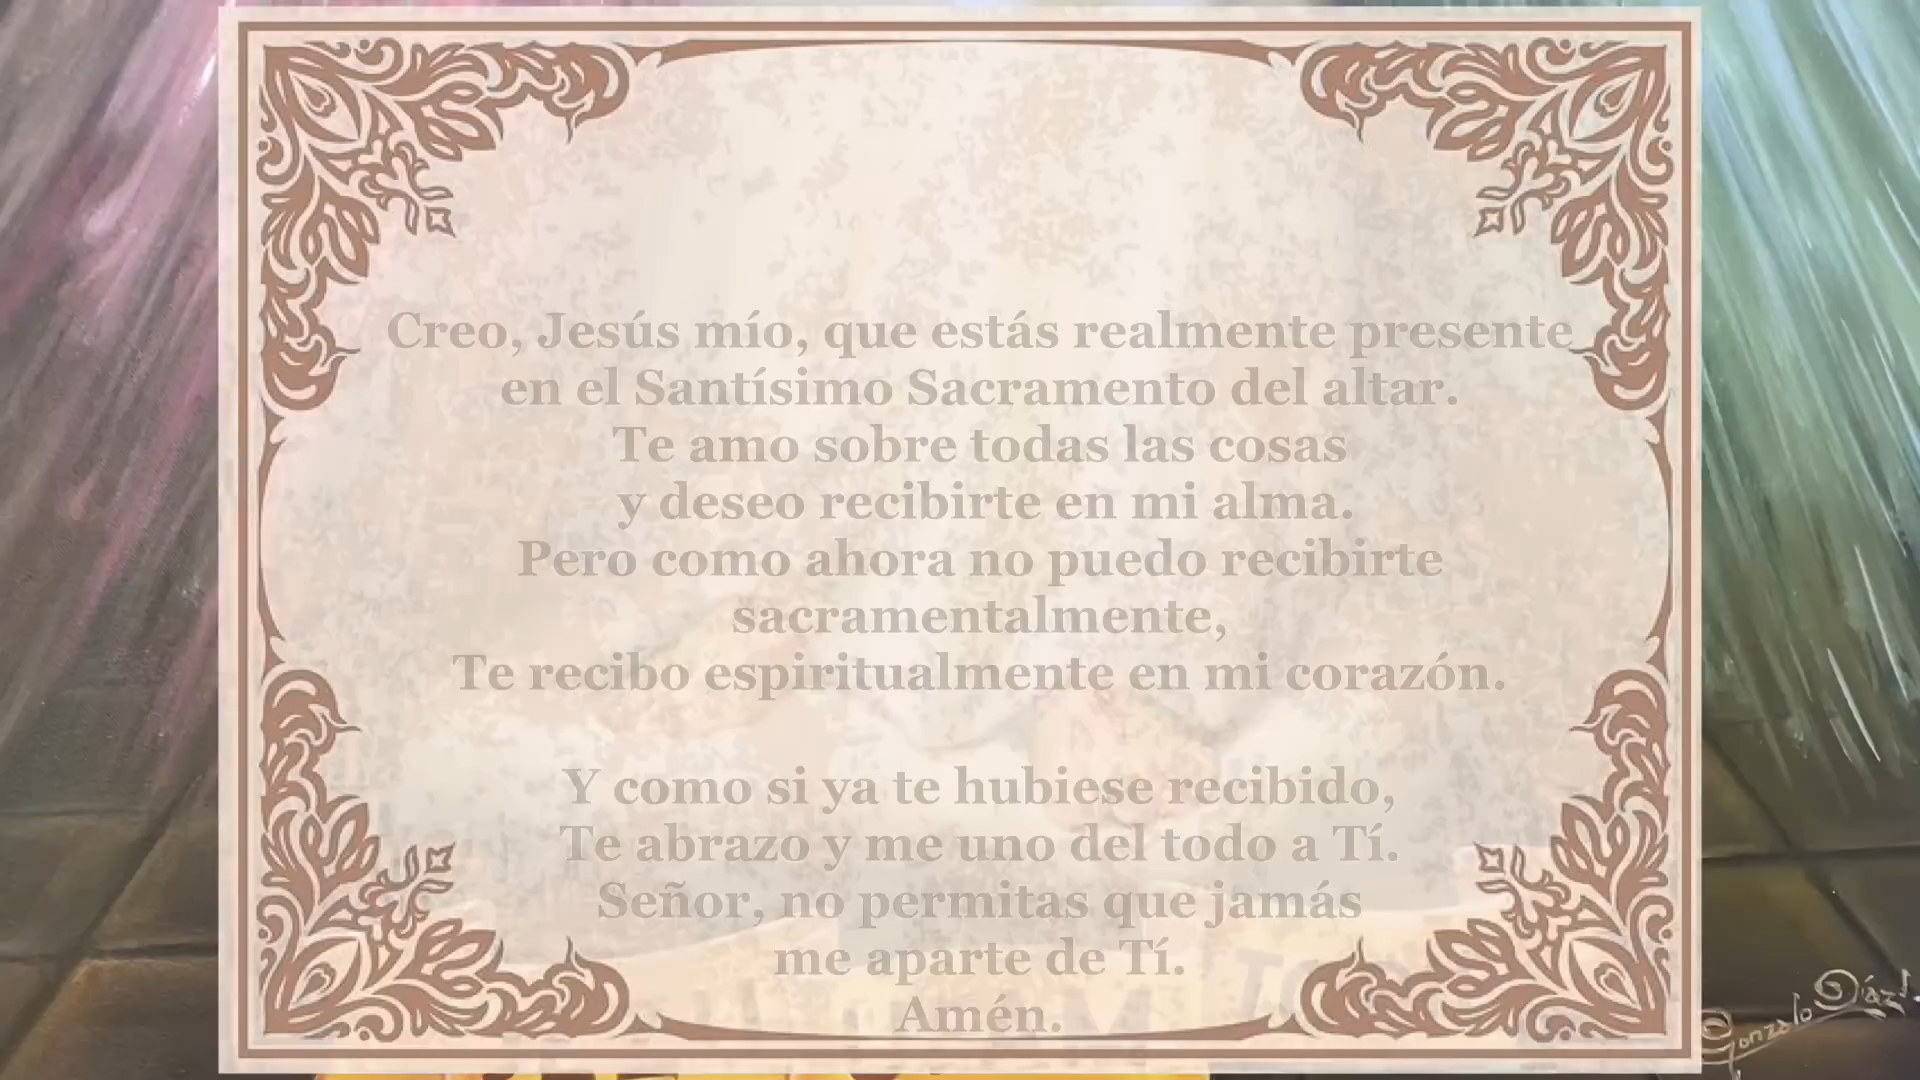 Creo, Jesús mío, que estás realmente presente
en el Santísimo Sacramento del altar.
Te amo sobre todas las cosas
y deseo recibirte en mi alma.
Pero como ahora no puedo recibirte
sacramentalmente,
Te recibo espiritualmente en mi corazón.
Y como si ya te hubiese recibido,
Te abrazo y me uno del todo a Tí.
Señor, no permitas que jamás
me aparte de Tí.
Amén.
Gonzalo Díaz